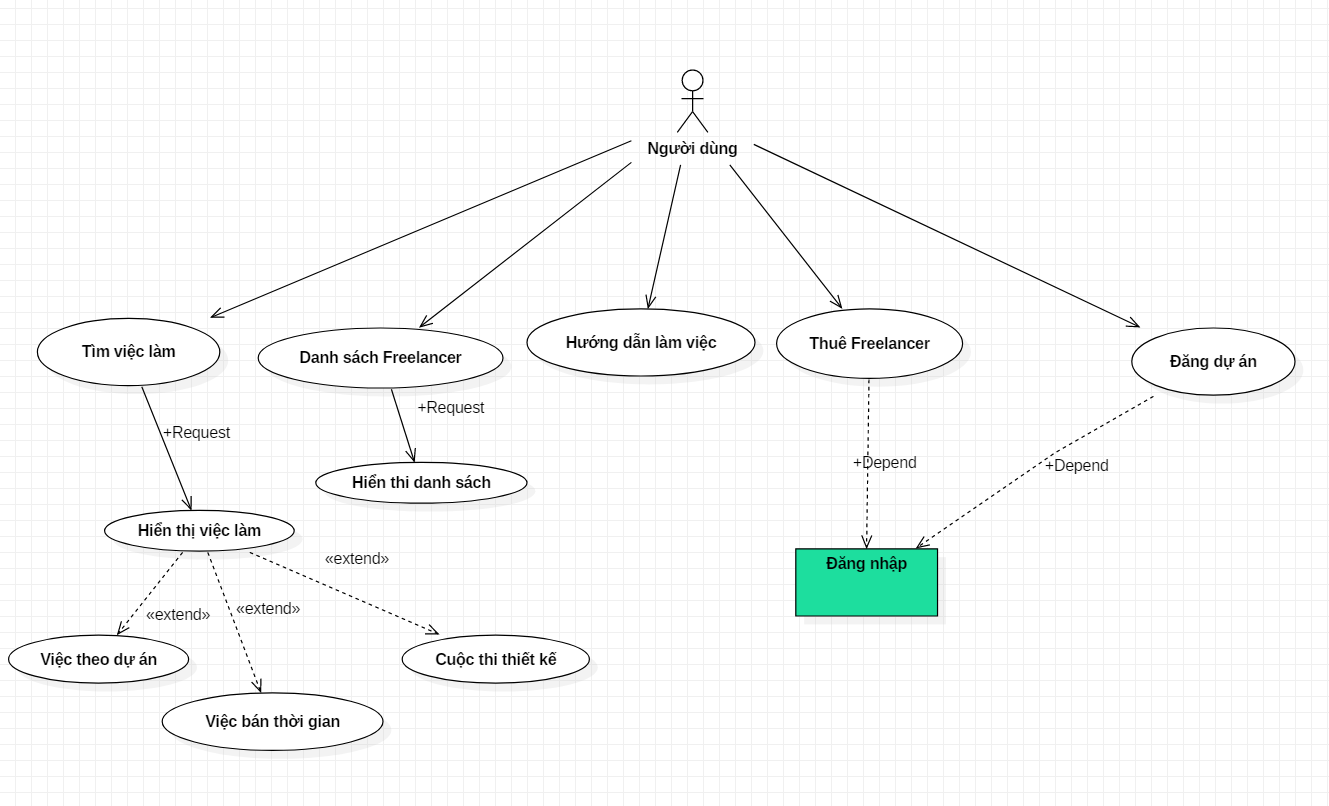 Người dùng
Tìm việc làm
Danh sách Freelancer
Hướng dẫn làm việc
Thuê Freelancer
Đăng dự án
+Request
+Request
+Depend
+Depend
Hiển thi danh sách
Hiển thị việc làm
«extend»
«extend»
«extend»
Đăng nhập
Việc theo dự án
Cuộc thi thiết kế
Việc bán thời gian